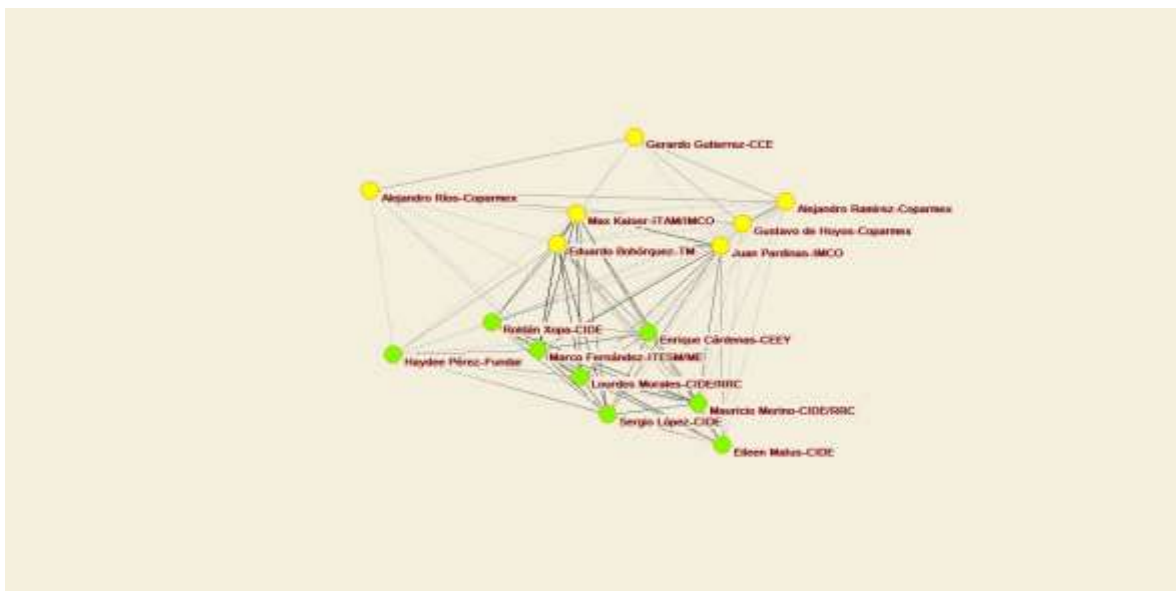 Gerardo Gutierrez-CCE
Alejandro Ríos-Coparmex
Alejandro Ramírez-Coparmex
Max Kaiser-ITAM/IMCO
Gustavo de Hoyos-Coparmex
Eduardo Bohórquez-TM
Juan Pardinas-IMCO
Roldán Xopa-CIDE
Enrique Cárdenas-CEEY
Haydee Pérez-Fundar
Marco Fernández-ITESM/ME
Lourdes Morales-CIDE/RRC
Mauricio Merino-CIDE/RRC
Sergio López-CIDE
Eileen Matus-CIDE